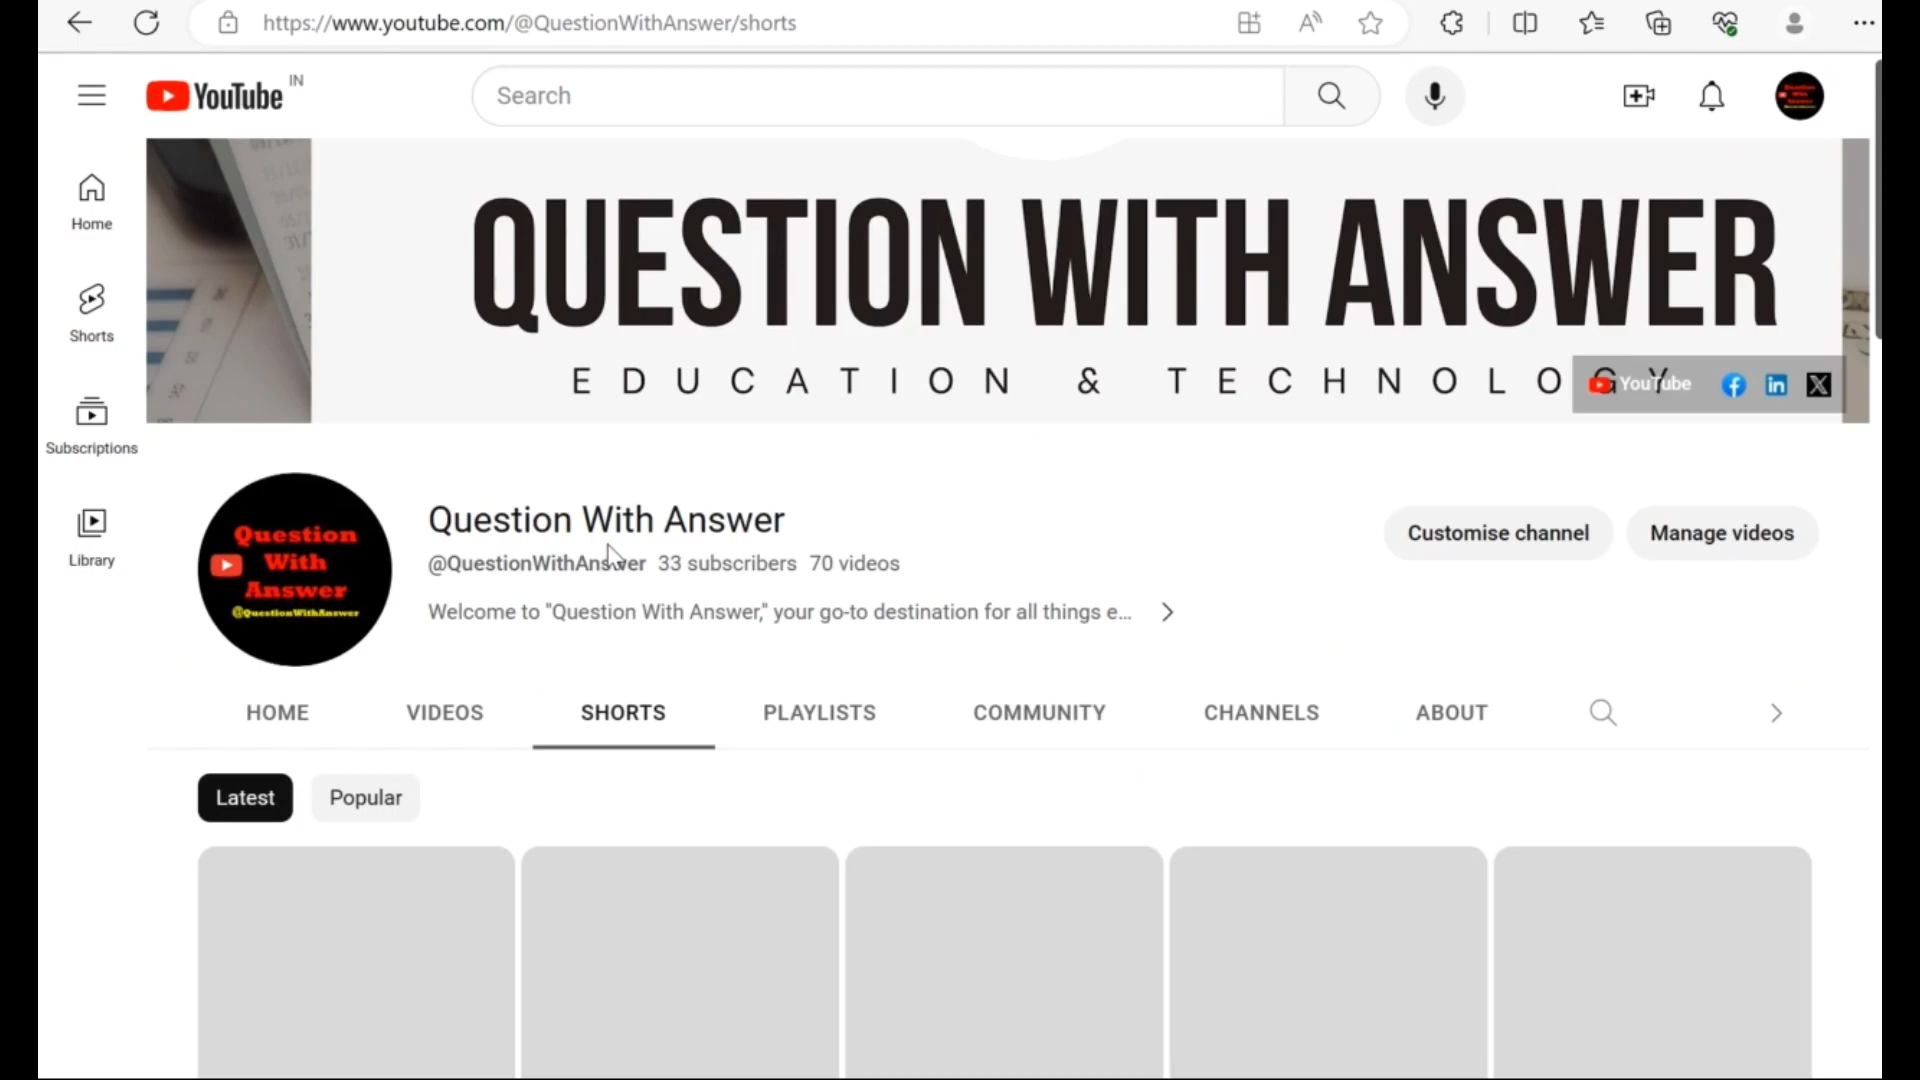 https://www.youtube.com/@QuestionWithAnswer/shorts
YouTube IN
Search
Home
Shorts
Subscriptions
Library
QUESTION WITH ANSWER
EDUCATION & TECHNOLOGY
YouTube
Question
With
Answer
@QuestionWithAnswer
Question With Answer
@QuestionWithAnswer 33 subscribers 70 videos
Welcome to "Question With Answer," your go-to destination for all things e...
Customise channel
Manage videos
HOME VIDEOS SHORTS PLAYLISTS COMMUNITY CHANNELS ABOUT
Latest Popular